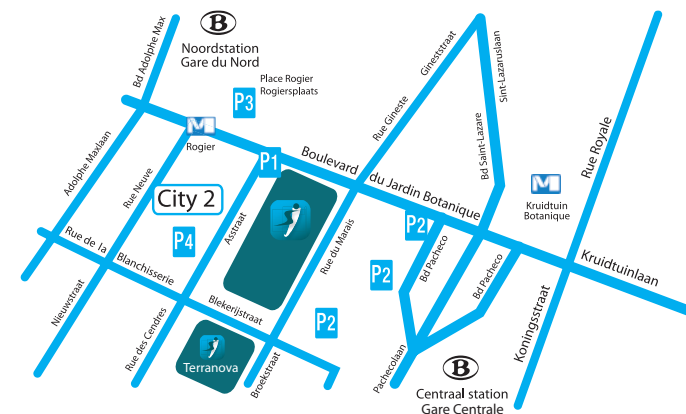 B
Noordstation
Gare du Nord
Bd Adolphe Max
Adolphe Maxlaan
Place Rogier
Rogiersplaats
P3
M
Rogier
Rue Neuve
Nieuwstraat
City 2
P1
P4
Asstraat
Rue des Cendres
Rue de la Blanchisserie
Blekerijstraat
Terranova
Boulevard du Jardin Botanique
Kruidtuinlaan
Rue du Marais
Broekstraat
P2
Rue Gineste
Ginestestraat
Sint-Lazaruslaan
Bd Saint-Lazare
M
Kruidtuin
Botanique
Rue Royale
Koningsstraat
P2
P2
Bd Pacheco
Bd Pacheco
Pachecolaan
B
Centraal station
Gare Centrale